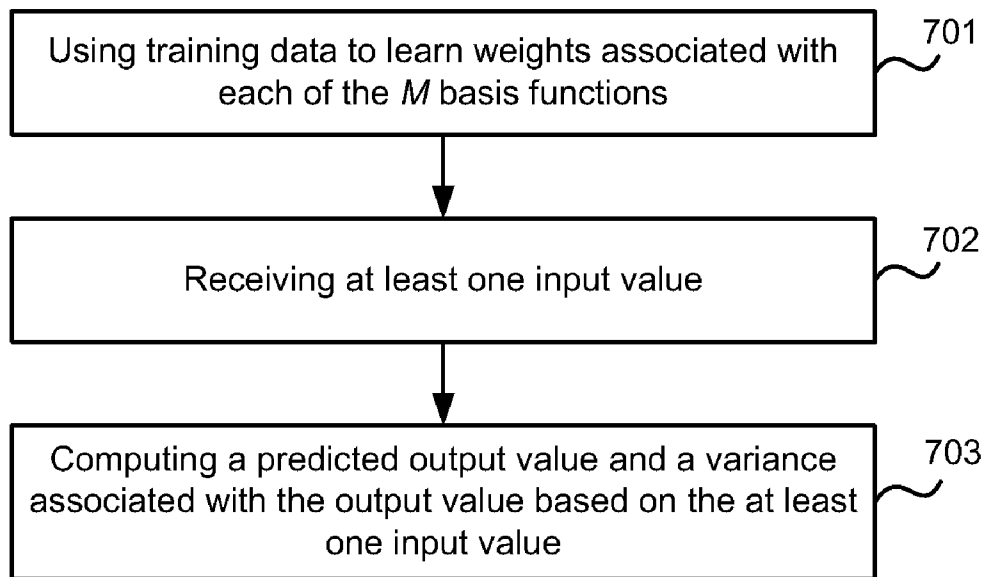 Using training data to learn weights associated with
each of the M basis functions
701
Receiving at least one input value
702
Computing a predicted output value and a variance
associated with the output value based on the at least
one input value
703